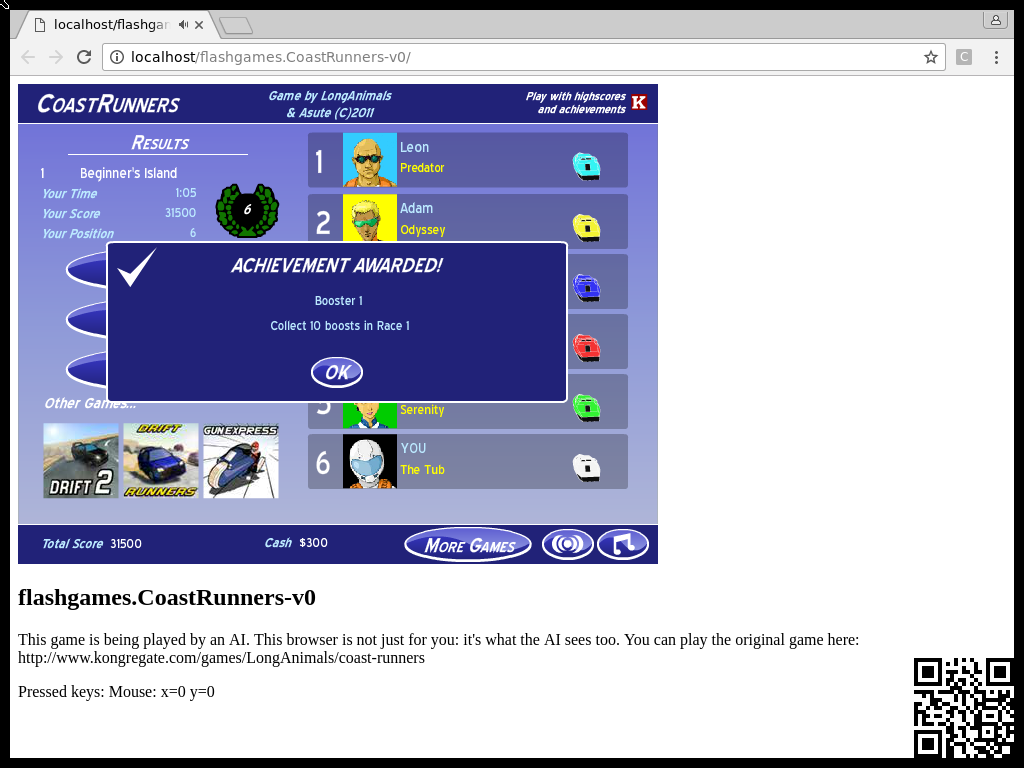 localhost/flashgar
localhost/flashgames.CoastRunners-v0/
C
COASTRUNNERS
Game by LongAnimals
& Asute (C)2011
Play with highscores
and achievements
K
RESULTS
1 Beginner's Island
Your Time 1:05
Your Score 31500
Your Position 6
6
1 Leon
Predator
2 Adam
Odyssey
ACHIEVEMENT AWARDED!
Booster 1
Collect 10 boosts in Race 1
OK
Serenity
6 YOU
The Tub
Other Games...
DRIFT 2
DRIFT
RUNNERS
GUNEXPRESS
Total Score 31500
Cash $300
MORE GAMES
flashgames.CoastRunners-v0
This game is being played by an AI. This browser is not just for you: it's what the AI sees too. You can play the original game here:
http://www.kongregate.com/games/LongAnimals/coast-runners
Pressed keys: Mouse: x=0 y=0